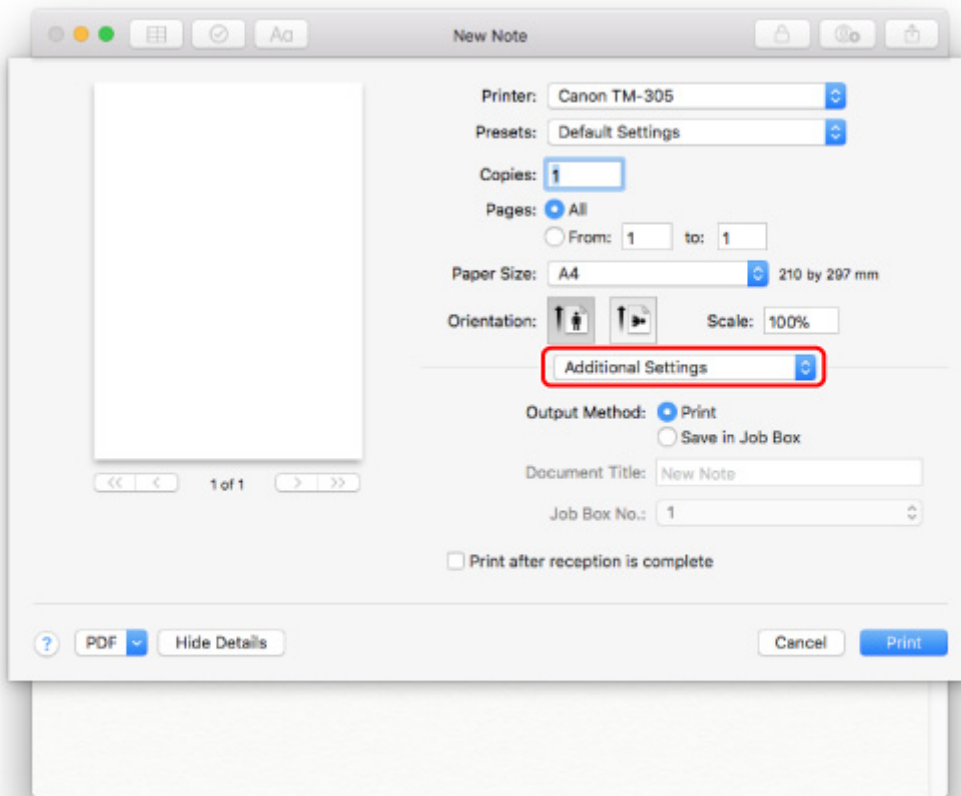 Aa
New Note
Printer: Canon TM-305
Presets: Default Settings
Copies: 1
Pages: All
From: 1 to: 1
Paper Size: A4 210 by 297 mm
Orientation: Scale: 100%
Additional Settings
Output Method: Print
Save in Job Box
Document Title: New Note
Job Box No.: 1
<< < 1 of 1 > >>
Print after reception is complete
? PDF Hide Details Cancel Print